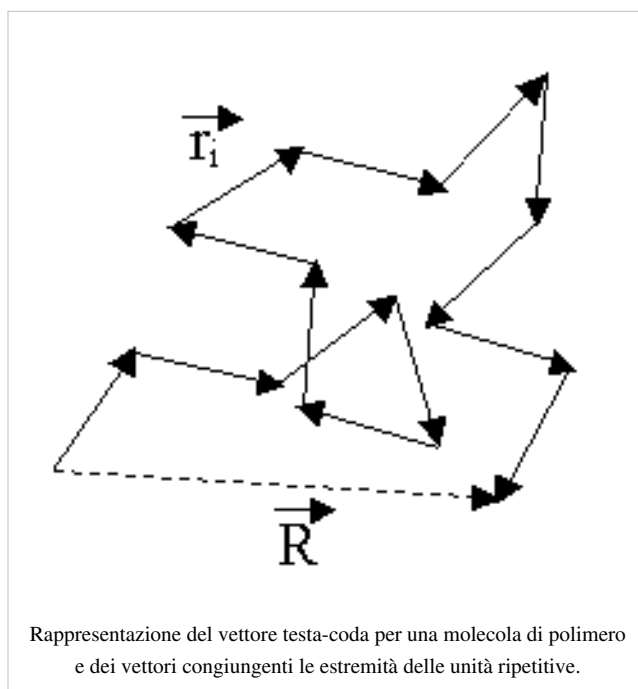 r_i
R
Rappresentazione del vettore testa-coda per una molecola di polimero
e dei vettori congiungenti le estremità delle unità ripetitive.